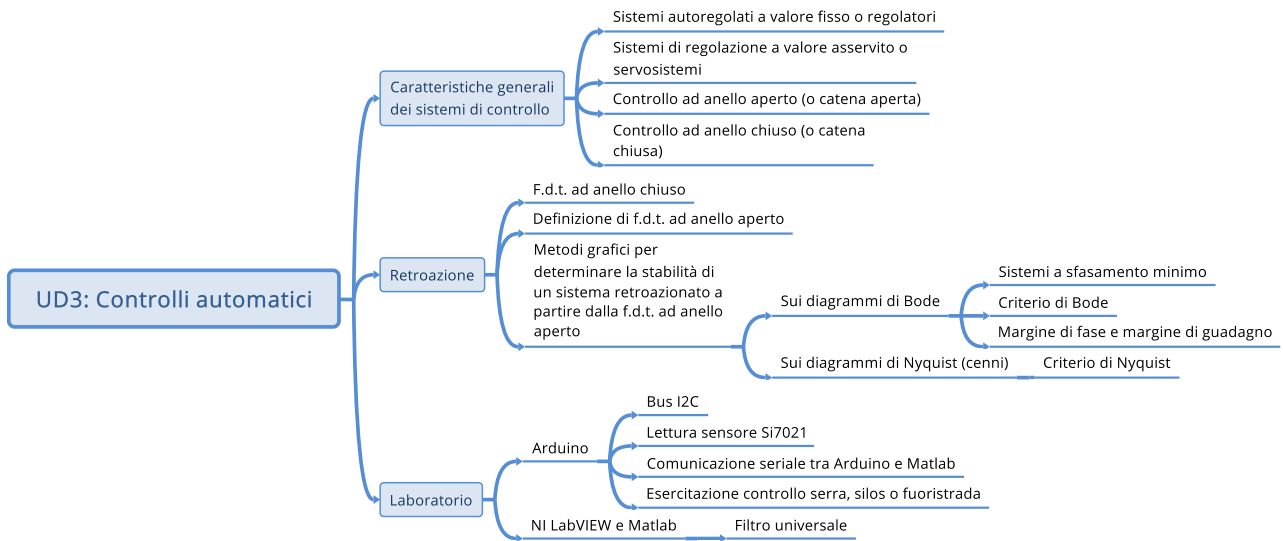 UD3: Controlli automatici
Caratteristiche generali
dei sistemi di controllo
Sistemi autoregolati a valore fisso o regolatori
Sistemi di regolazione a valore asservito o
servosistemi
Controllo ad anello aperto (o catena aperta)
Controllo ad anello chiuso (o catena
chiusa)
Retroazione
F.d.t. ad anello chiuso
Definizione di f.d.t. ad anello aperto
Metodi grafici per
determinare la stabilità di
un sistema retroazionato a
partire dalla f.d.t. ad anello
aperto
Sui diagrammi di Bode
Sistemi a sfasamento minimo
Criterio di Bode
Margine di fase e margine di guadagno
Sui diagrammi di Nyquist (cenni)
Criterio di Nyquist
Laboratorio
Arduino
Bus I2C
Lettura sensore Si7021
Comunicazione seriale tra Arduino e Matlab
Esercitazione controllo serra, silos o fuoristrada
NI LabVIEW e Matlab
Filtro universale